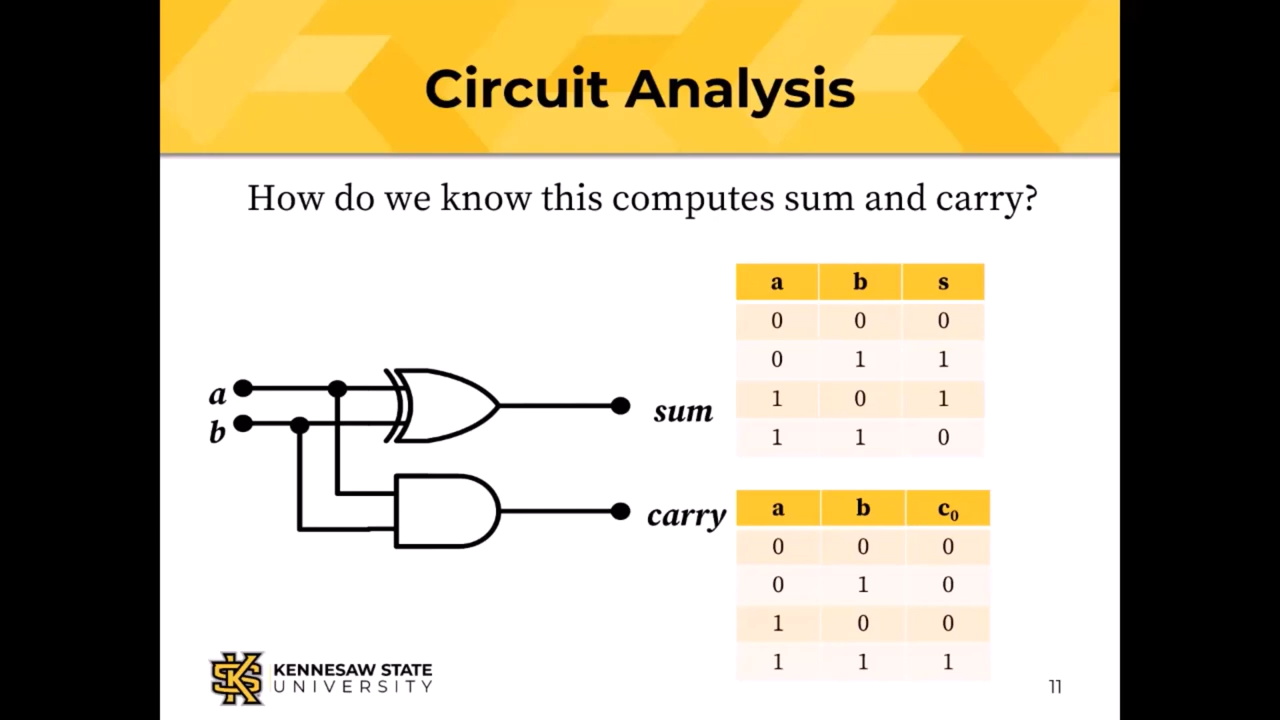 Circuit Analysis
How do we know this computes sum and carry?
a
b
sum
carry
a b s
0 0 0
0 1 1
1 0 1
1 1 0
a b c₀
0 0 0
0 1 0
1 0 0
1 1 1
KENNESAW STATE
UNIVERSITY
11